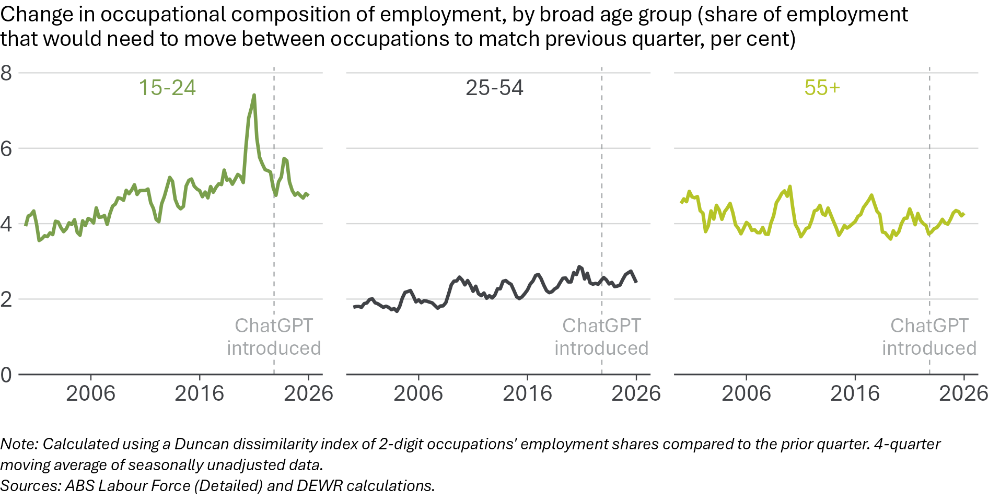 Change in occupational composition of employment, by broad age group (share of employment
that would need to move between occupations to match previous quarter, per cent)
8
15-24
25-54
55+
6
4
2
ChatGPT
introduced
ChatGPT
introduced
ChatGPT
introduced
0
2006
2016
2026
2006
2016
2026
2006
2016
2026
Note: Calculated using a Duncan dissimilarity index of 2-digit occupations' employment shares compared to the prior quarter. 4-quarter
moving average of seasonally unadjusted data.
Sources: ABS Labour Force (Detailed) and DEWR calculations.